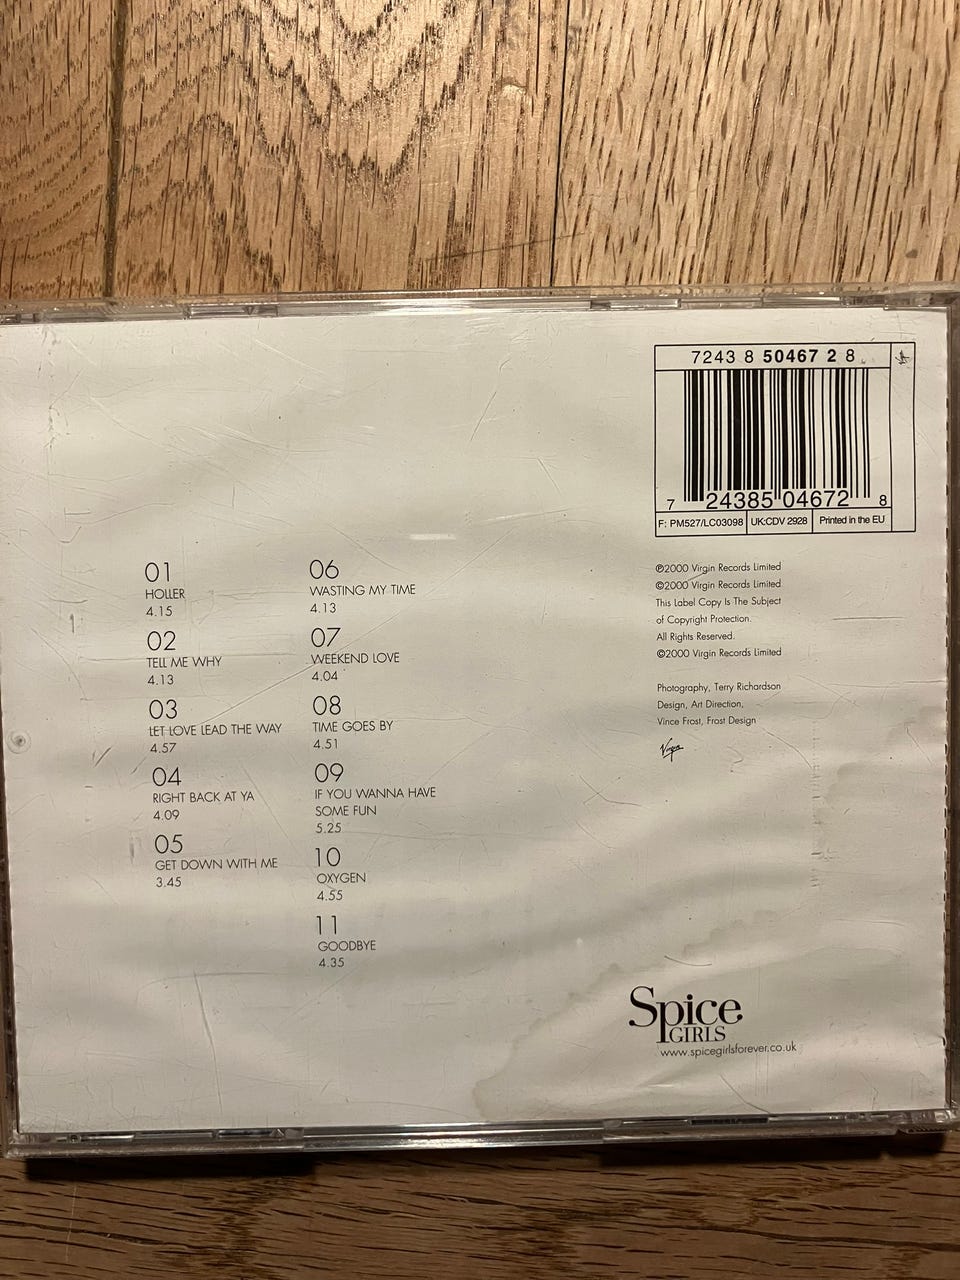 7243 8 50467 2 8
7 24385 04672 8
F: PM527/LC03098 UK:CDV 2928 Printed in the EU
01
HOLLER
4.15
02
TELL ME WHY
4.13
03
LET LOVE LEAD THE WAY
4.57
04
RIGHT BACK AT YA
4.09
05
GET DOWN WITH ME
3.45
06
WASTING MY TIME
4.13
07
WEEKEND LOVE
4.04
08
TIME GOES BY
4.51
09
IF YOU WANNA HAVE
SOME FUN
5.25
10
OXYGEN
4.55
11
GOODBYE
4.35
℗2000 Virgin Records Limited
©2000 Virgin Records Limited
This Label Copy Is The Subject
of Copyright Protection.
All Rights Reserved.
©2000 Virgin Records Limited
Photography, Terry Richardson
Design, Art Direction,
Vince Frost, Frost Design
Virgin
Spice
GIRLS
www.spicegirlsforever.co.uk